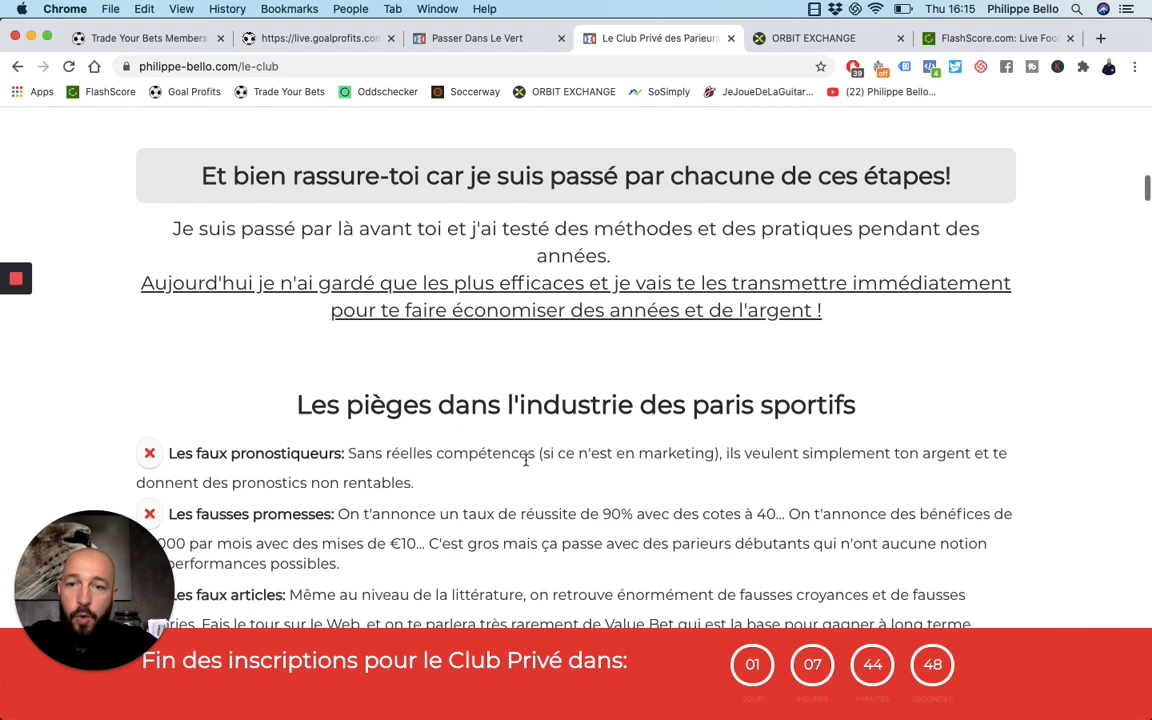 Chrome File Edit View History Bookmarks People Tab Window Help Thu 16:15 Philippe Bello
Trade Your Bets Members https://live.goalprofits.co Passer Dans Le Vert Le Club Privé des Parieurs ORBIT EXCHANGE FlashScore.com: Live Foo
philippe-bello.com/le-club 39 off 4
Apps FlashScore Goal Profits Trade Your Bets Oddschecker Soccerway ORBIT EXCHANGE SoSimply JeJoueDeLaGuitar... (22) Philippe Bello...
Et bien rassure-toi car je suis passé par chacune de ces étapes!
Je suis passé par là avant toi et j'ai testé des méthodes et des pratiques pendant des
années.
Aujourd'hui je n'ai gardé que les plus efficaces et je vais te les transmettre immédiatement
pour te faire économiser des années et de l'argent !
Les pièges dans l'industrie des paris sportifs
Les faux pronostiqueurs: Sans réelles compétences (si ce n'est en marketing), ils veulent simplement ton argent et te
donnent des pronostics non rentables.
Les fausses promesses: On t'annonce un taux de réussite de 90% avec des cotes à 40... On t'annonce des bénéfices de
000 par mois avec des mises de €10... C'est gros mais ça passe avec des parieurs débutants qui n'ont aucune notion
performances possibles.
Les faux articles: Même au niveau de la littérature, on retrouve énormément de fausses croyances et de fausses
Fais le tour sur le Web, et on te parlera très rarement de Value Bet qui est la base pour gagner à long terme
Fin des inscriptions pour le Club Privé dans: 01 07 44 48
JOUR HEURES MINUTES SECONDES